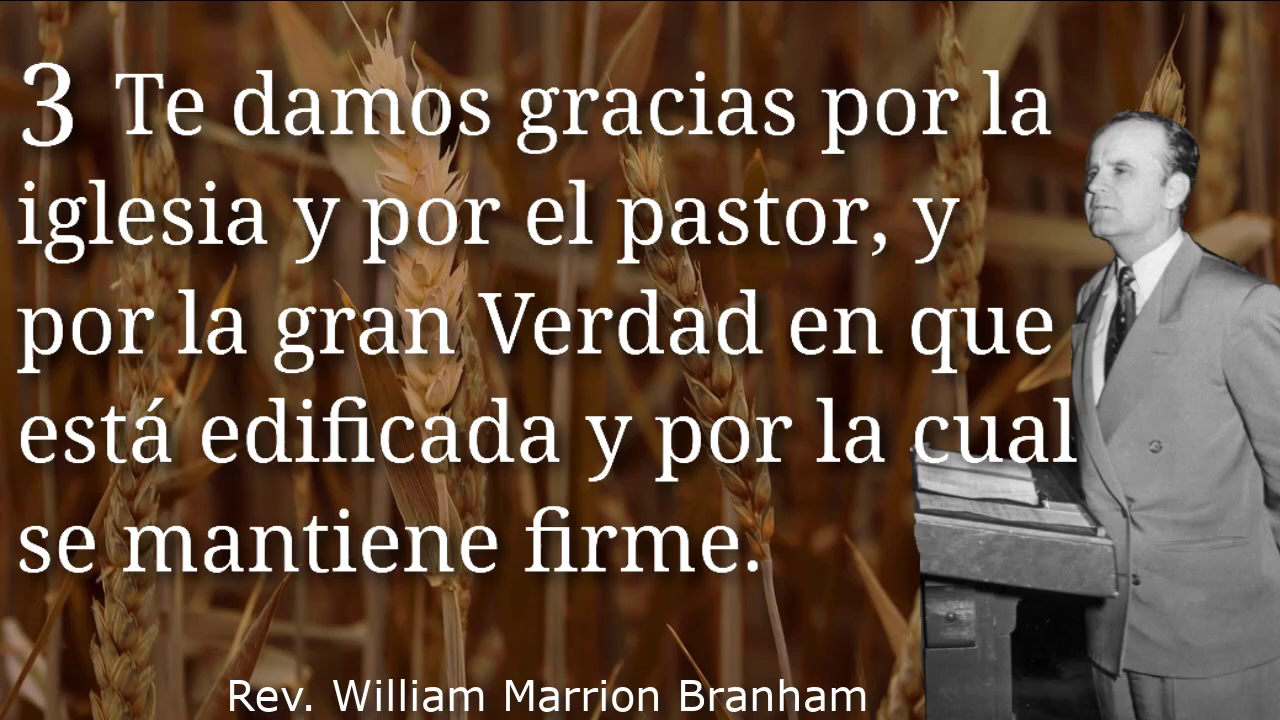 3 Te damos gracias por la
iglesia y por el pastor, y
por la gran Verdad en que
está edificada y por la cual
se mantiene firme.
Rev. William Marrion Branham